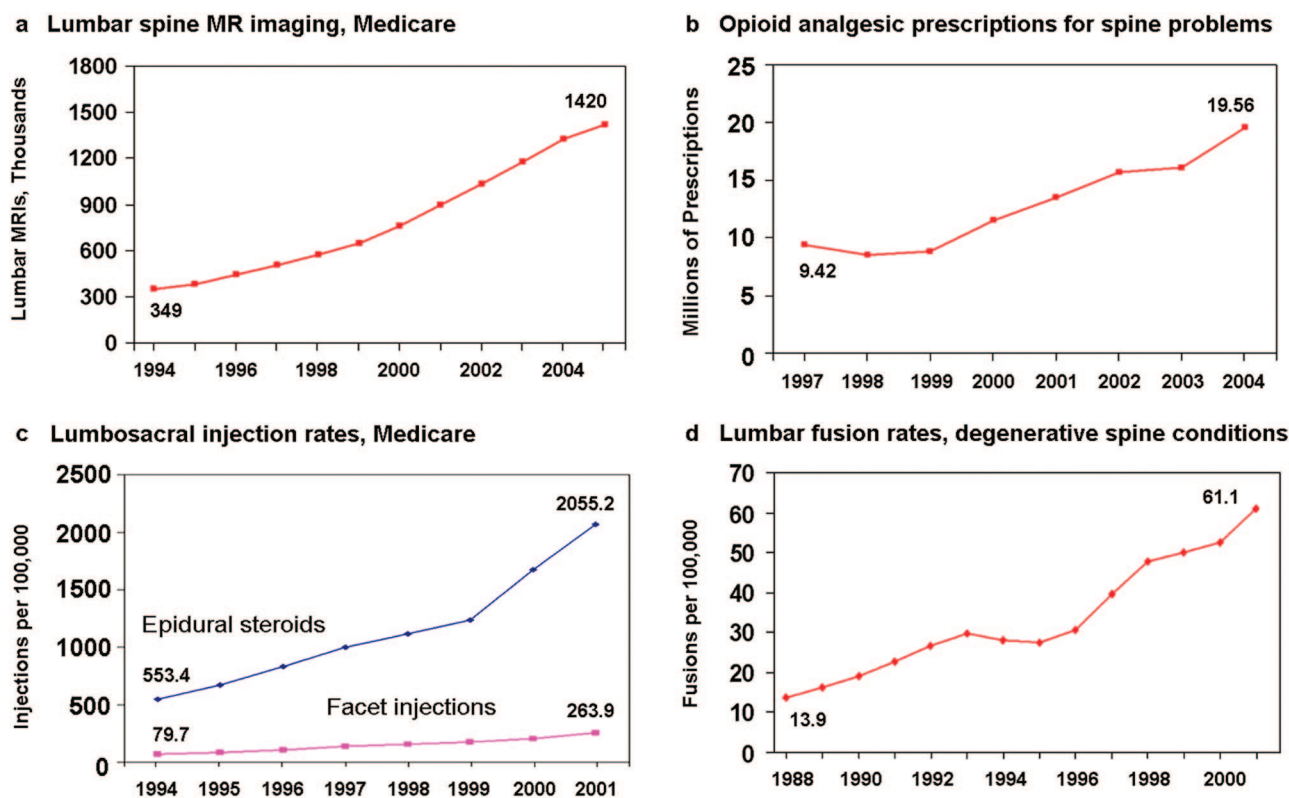 a Lumbar spine MR imaging, Medicare
Lumbar MRIs, Thousands
1800
1500
1200
900
600
300
0
1420
349
1994 1996 1998 2000 2002 2004
b Opioid analgesic prescriptions for spine problems
Millions of Prescriptions
25
20
15
10
5
0
19.56
9.42
1997 1998 1999 2000 2001 2002 2003 2004
c Lumbosacral injection rates, Medicare
Injections per 100,000
2500
2000
1500
1000
500
0
2055.2
Epidural steroids
553.4
Facet injections
263.9
79.7
1994 1995 1996 1997 1998 1999 2000 2001
d Lumbar fusion rates, degenerative spine conditions
Fusions per 100,000
70
60
50
40
30
20
10
0
61.1
13.9
1988 1990 1992 1994 1996 1998 2000